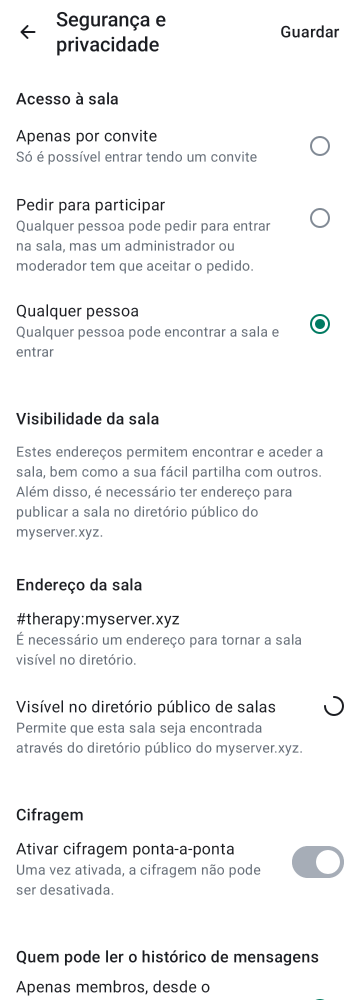 Segurança e
privacidade
Guardar
Acesso à sala
Apenas por convite
Só é possível entrar tendo um convite
Pedir para participar
Qualquer pessoa pode pedir para entrar
na sala, mas um administrador ou
moderador tem que aceitar o pedido.
Qualquer pessoa
Qualquer pessoa pode encontrar a sala e
entrar
Visibilidade da sala
Estes endereços permitem encontrar e aceder a
sala, bem como a sua fácil partilha com outros.
Além disso, é necessário ter endereço para
publicar a sala no diretório público do
myserver.xyz.
Endereço da sala
#therapy:myserver.xyz
É necessário um endereço para tornar a sala
visível no diretório.
Visível no diretório público de salas
Permite que esta sala seja encontrada
através do diretório público do myserver.xyz.
Cifragem
Ativar cifragem ponta-a-ponta
Uma vez ativada, a cifragem não pode
ser desativada.
Quem pode ler o histórico de mensagens
Apenas membros, desde o